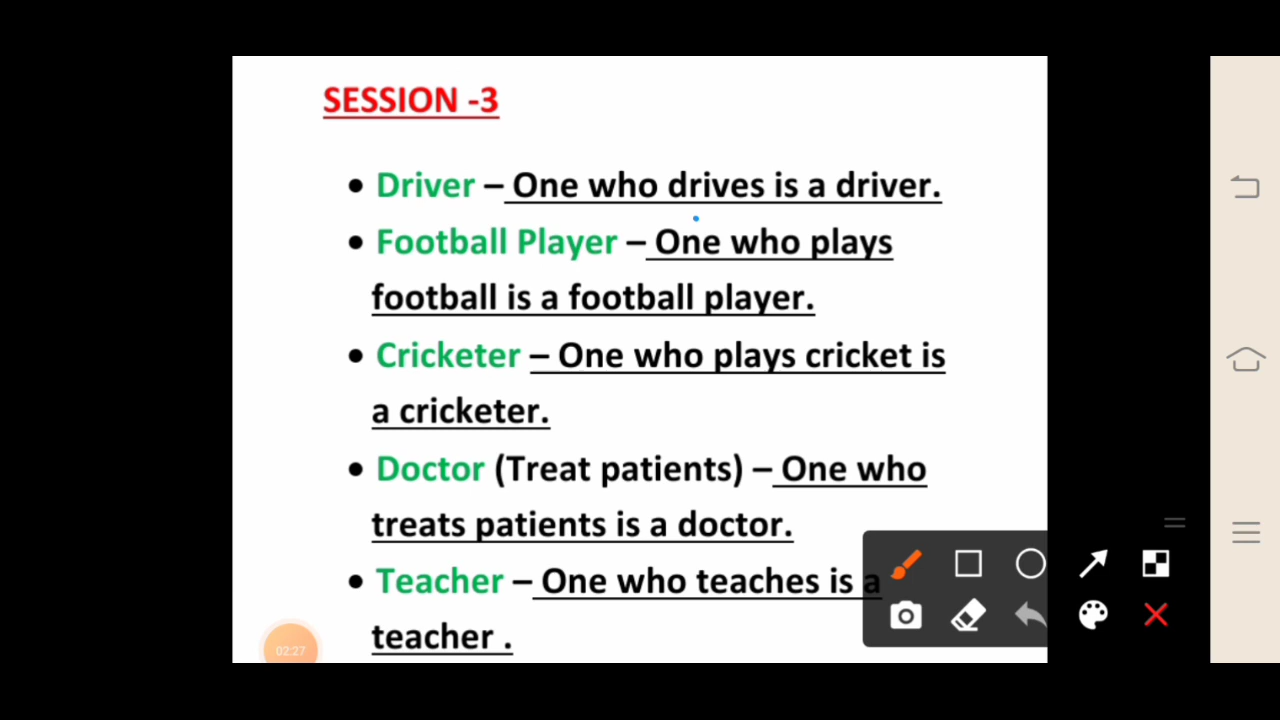 SESSION -3
• Driver – One who drives is a driver.
• Football Player – One who plays
football is a football player.
• Cricketer – One who plays cricket is
a cricketer.
• Doctor (Treat patients) – One who
treats patients is a doctor.
• Teacher – One who teaches is a
teacher .
02:27